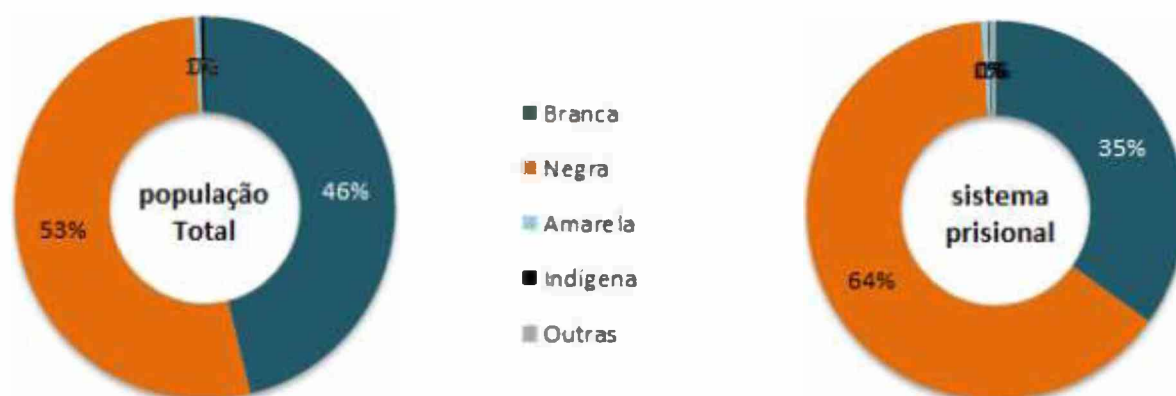 46%
53%
população
Total
Branca
Negra
Amarela
Indígena
Outras
35%
64%
sistema
prisional